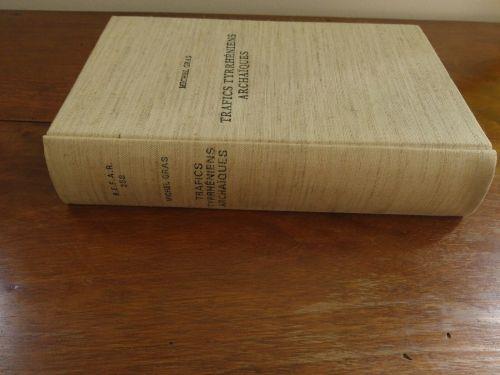 MICHEL GRAS
TRAFICS TYRRHÉNIENS
ARCHAÏQUES
B.E.F.A.R.
258
MICHEL GRAS
TRAFICS
TYRRHÉNIENS
ARCHAÏQUES